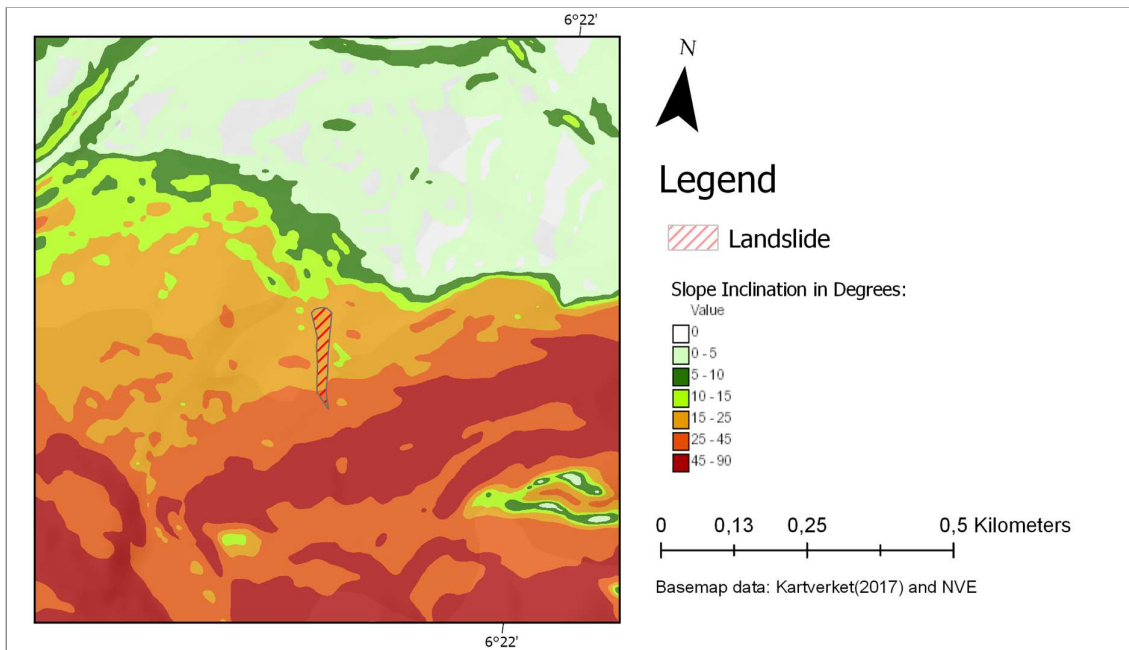 6°22'
N
Legend
Landslide
Slope Inclination in Degrees:
Value
0
0 - 5
5 - 10
10 - 15
15 - 25
25 - 45
45 - 90
0 0,13 0,25 0,5 Kilometers
Basemap data: Kartverket(2017) and NVE
6°22'